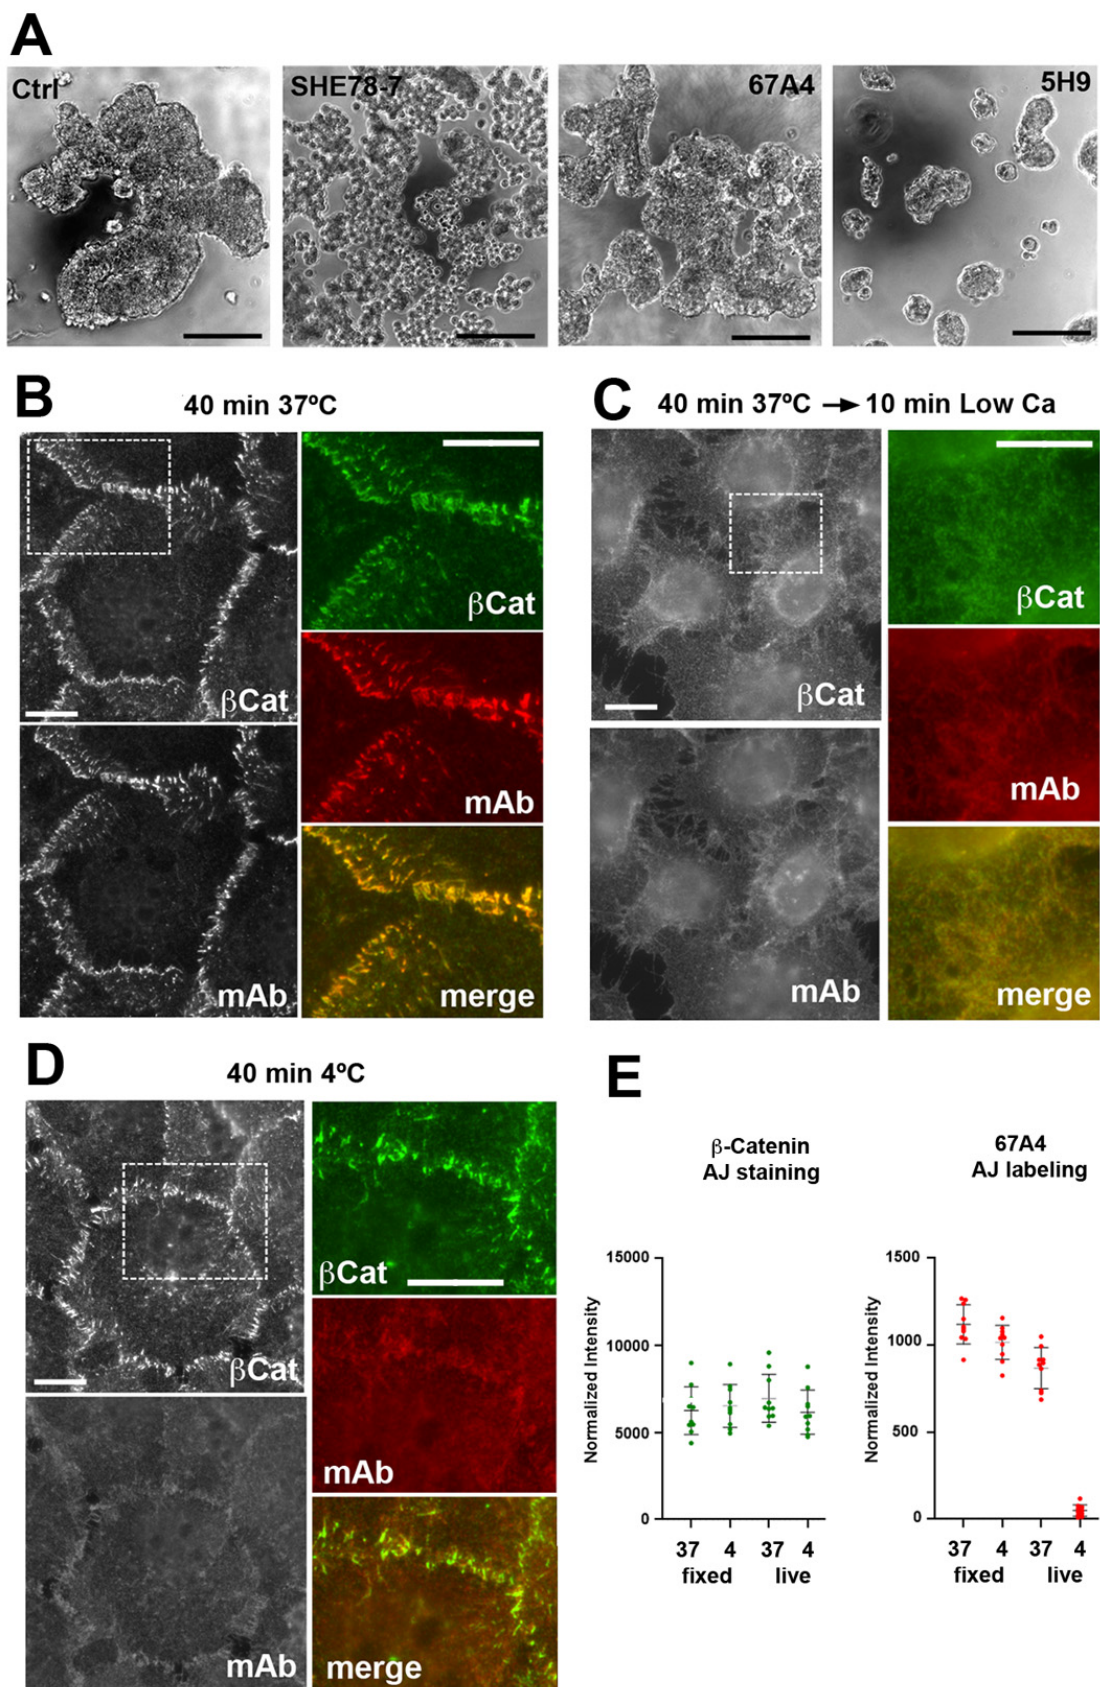 A
Ctrl
SHE78-7
67A4
5H9
B
40 min 37ºC
βCat
mAb
βCat
mAb
merge
C
40 min 37ºC → 10 min Low Ca
βCat
mAb
βCat
mAb
merge
D
40 min 4ºC
βCat
mAb
βCat
mAb
merge
E
β-Catenin
AJ staining
Normalized Intensity
15000
10000
5000
0
37 4 37 4
fixed live
67A4
AJ labeling
Normalized Intensity
1500
1000
500
0
37 4 37 4
fixed live